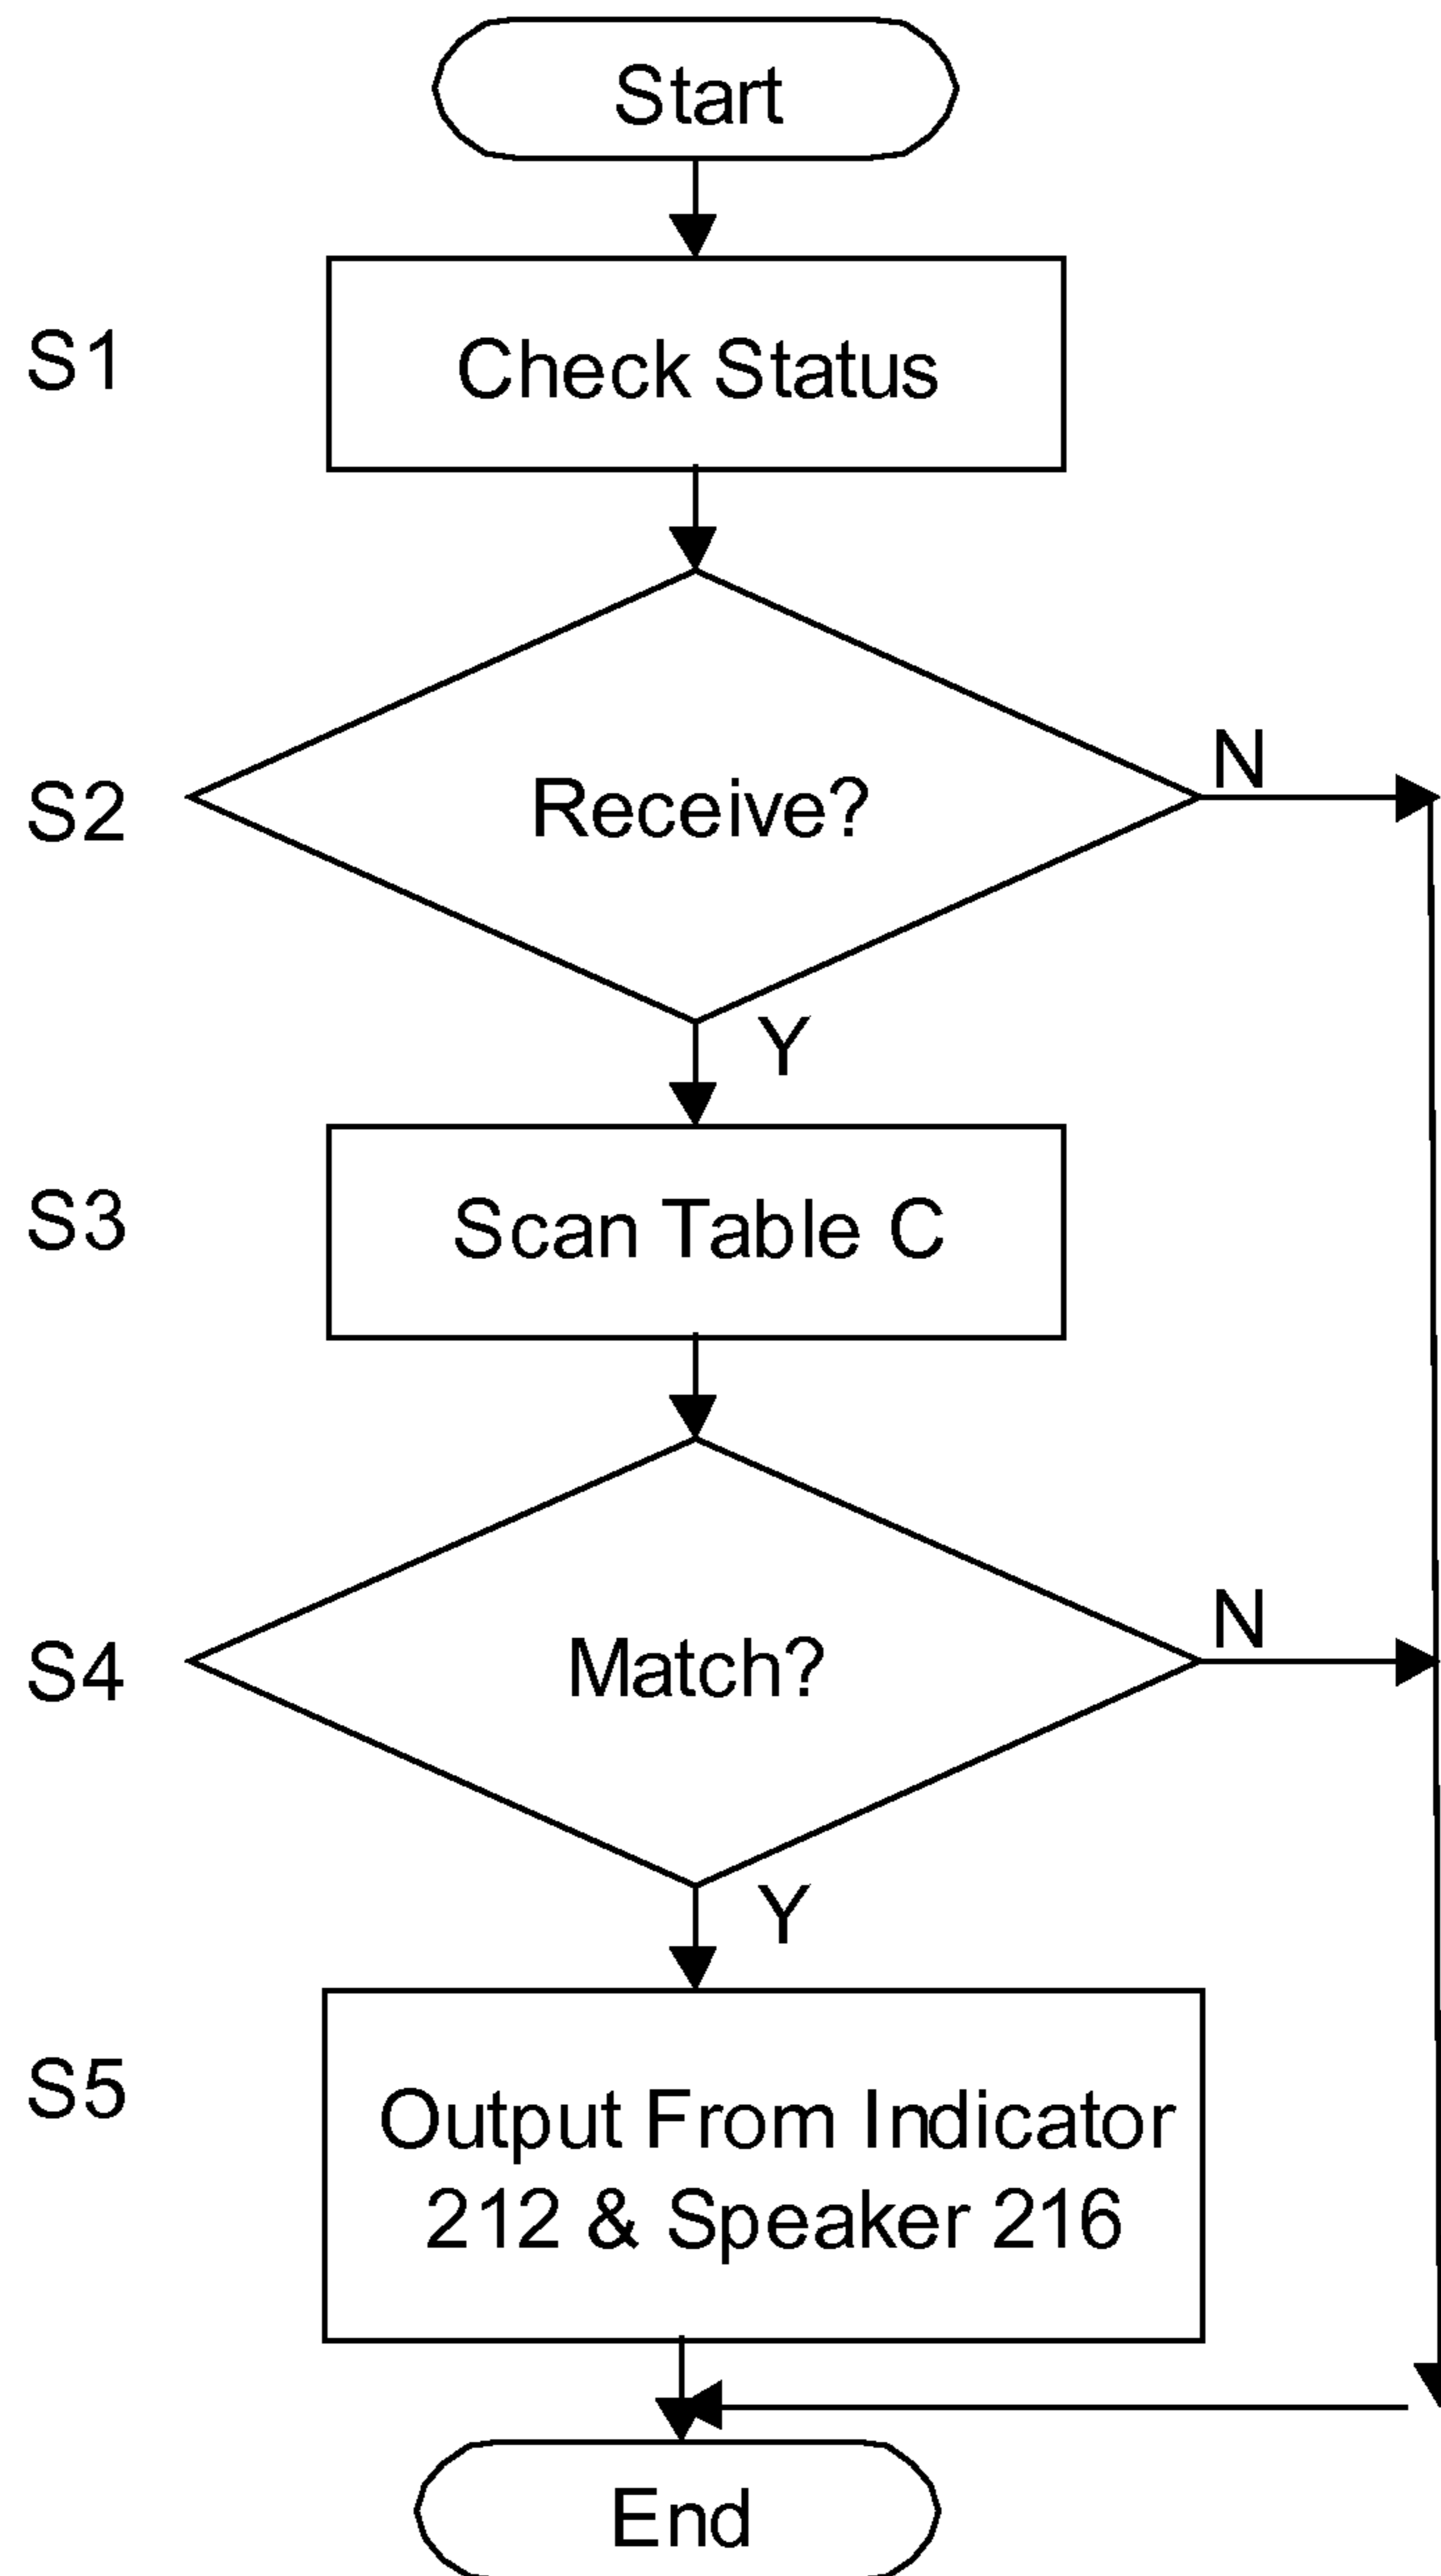 Start
S1
Check Status
S2
Receive?
N
Y
S3
Scan Table C
S4
Match?
N
Y
S5
Output From Indicator
212 & Speaker 216
End